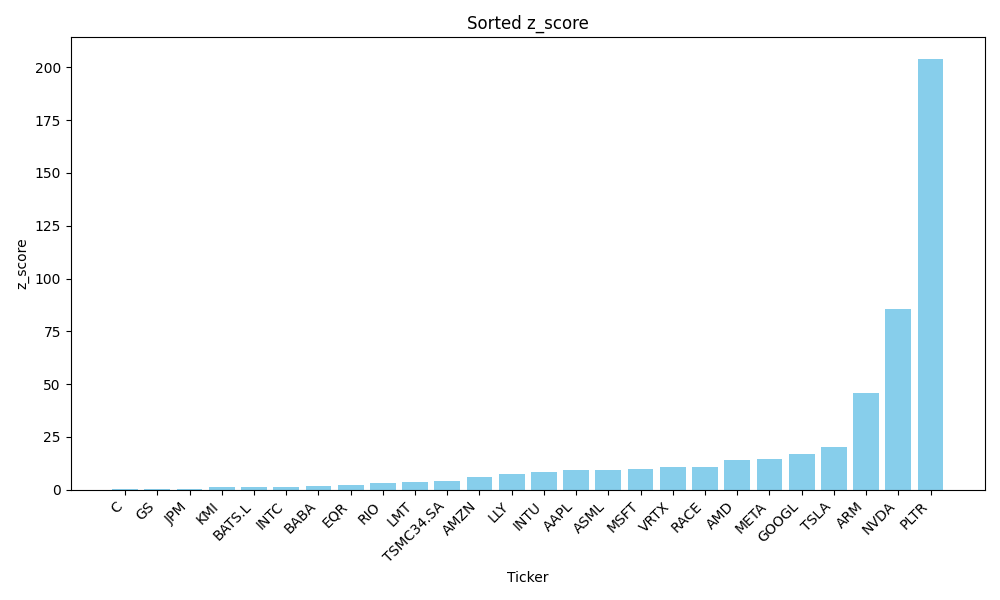 Sorted z_score
z_score
200
175
150
125
100
75
50
25
0
C
GS
JPM
KMI
BATS.L
INTC
BABA
EQR
RIO
LMT
TSMC34.SA
AMZN
LLY
INTU
AAPL
ASML
MSFT
VRTX
RACE
AMD
META
GOOGL
TSLA
ARM
NVDA
PLTR
Ticker